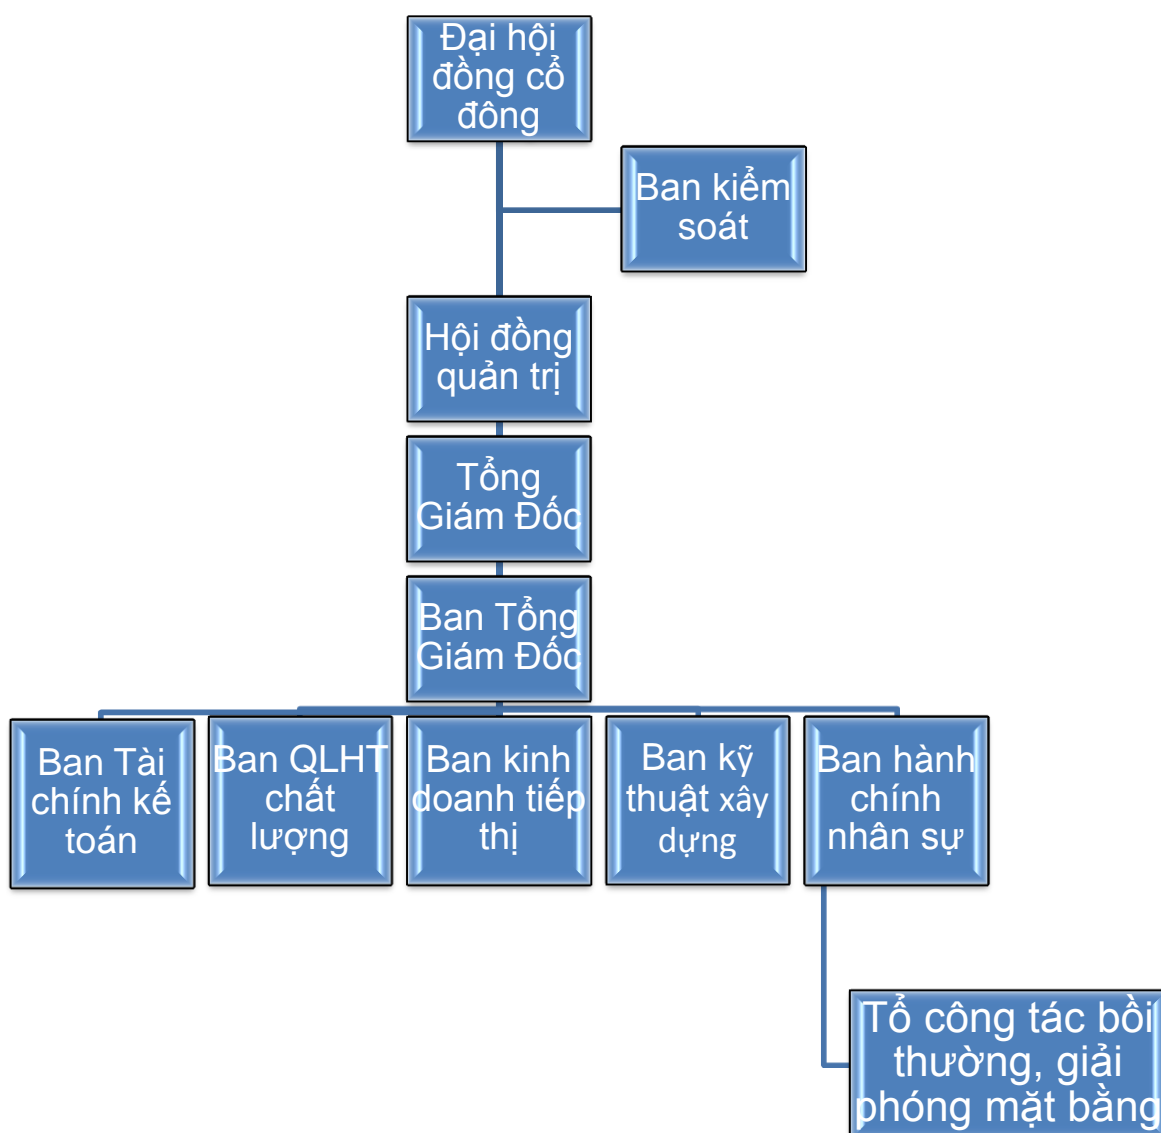 Đại hội
đồng cổ
đông
Ban kiểm
soát
Hội đồng
quản trị
Tổng
Giám Đốc
Ban Tổng
Giám Đốc
Ban Tài
chính kế
toán
Ban QLHT
chất
lượng
Ban kinh
doanh tiếp
thị
Ban kỹ
thuật xây
dựng
Ban hành
chính
nhân sự
Tổ công tác bồi
thường, giải
phóng mặt bằng